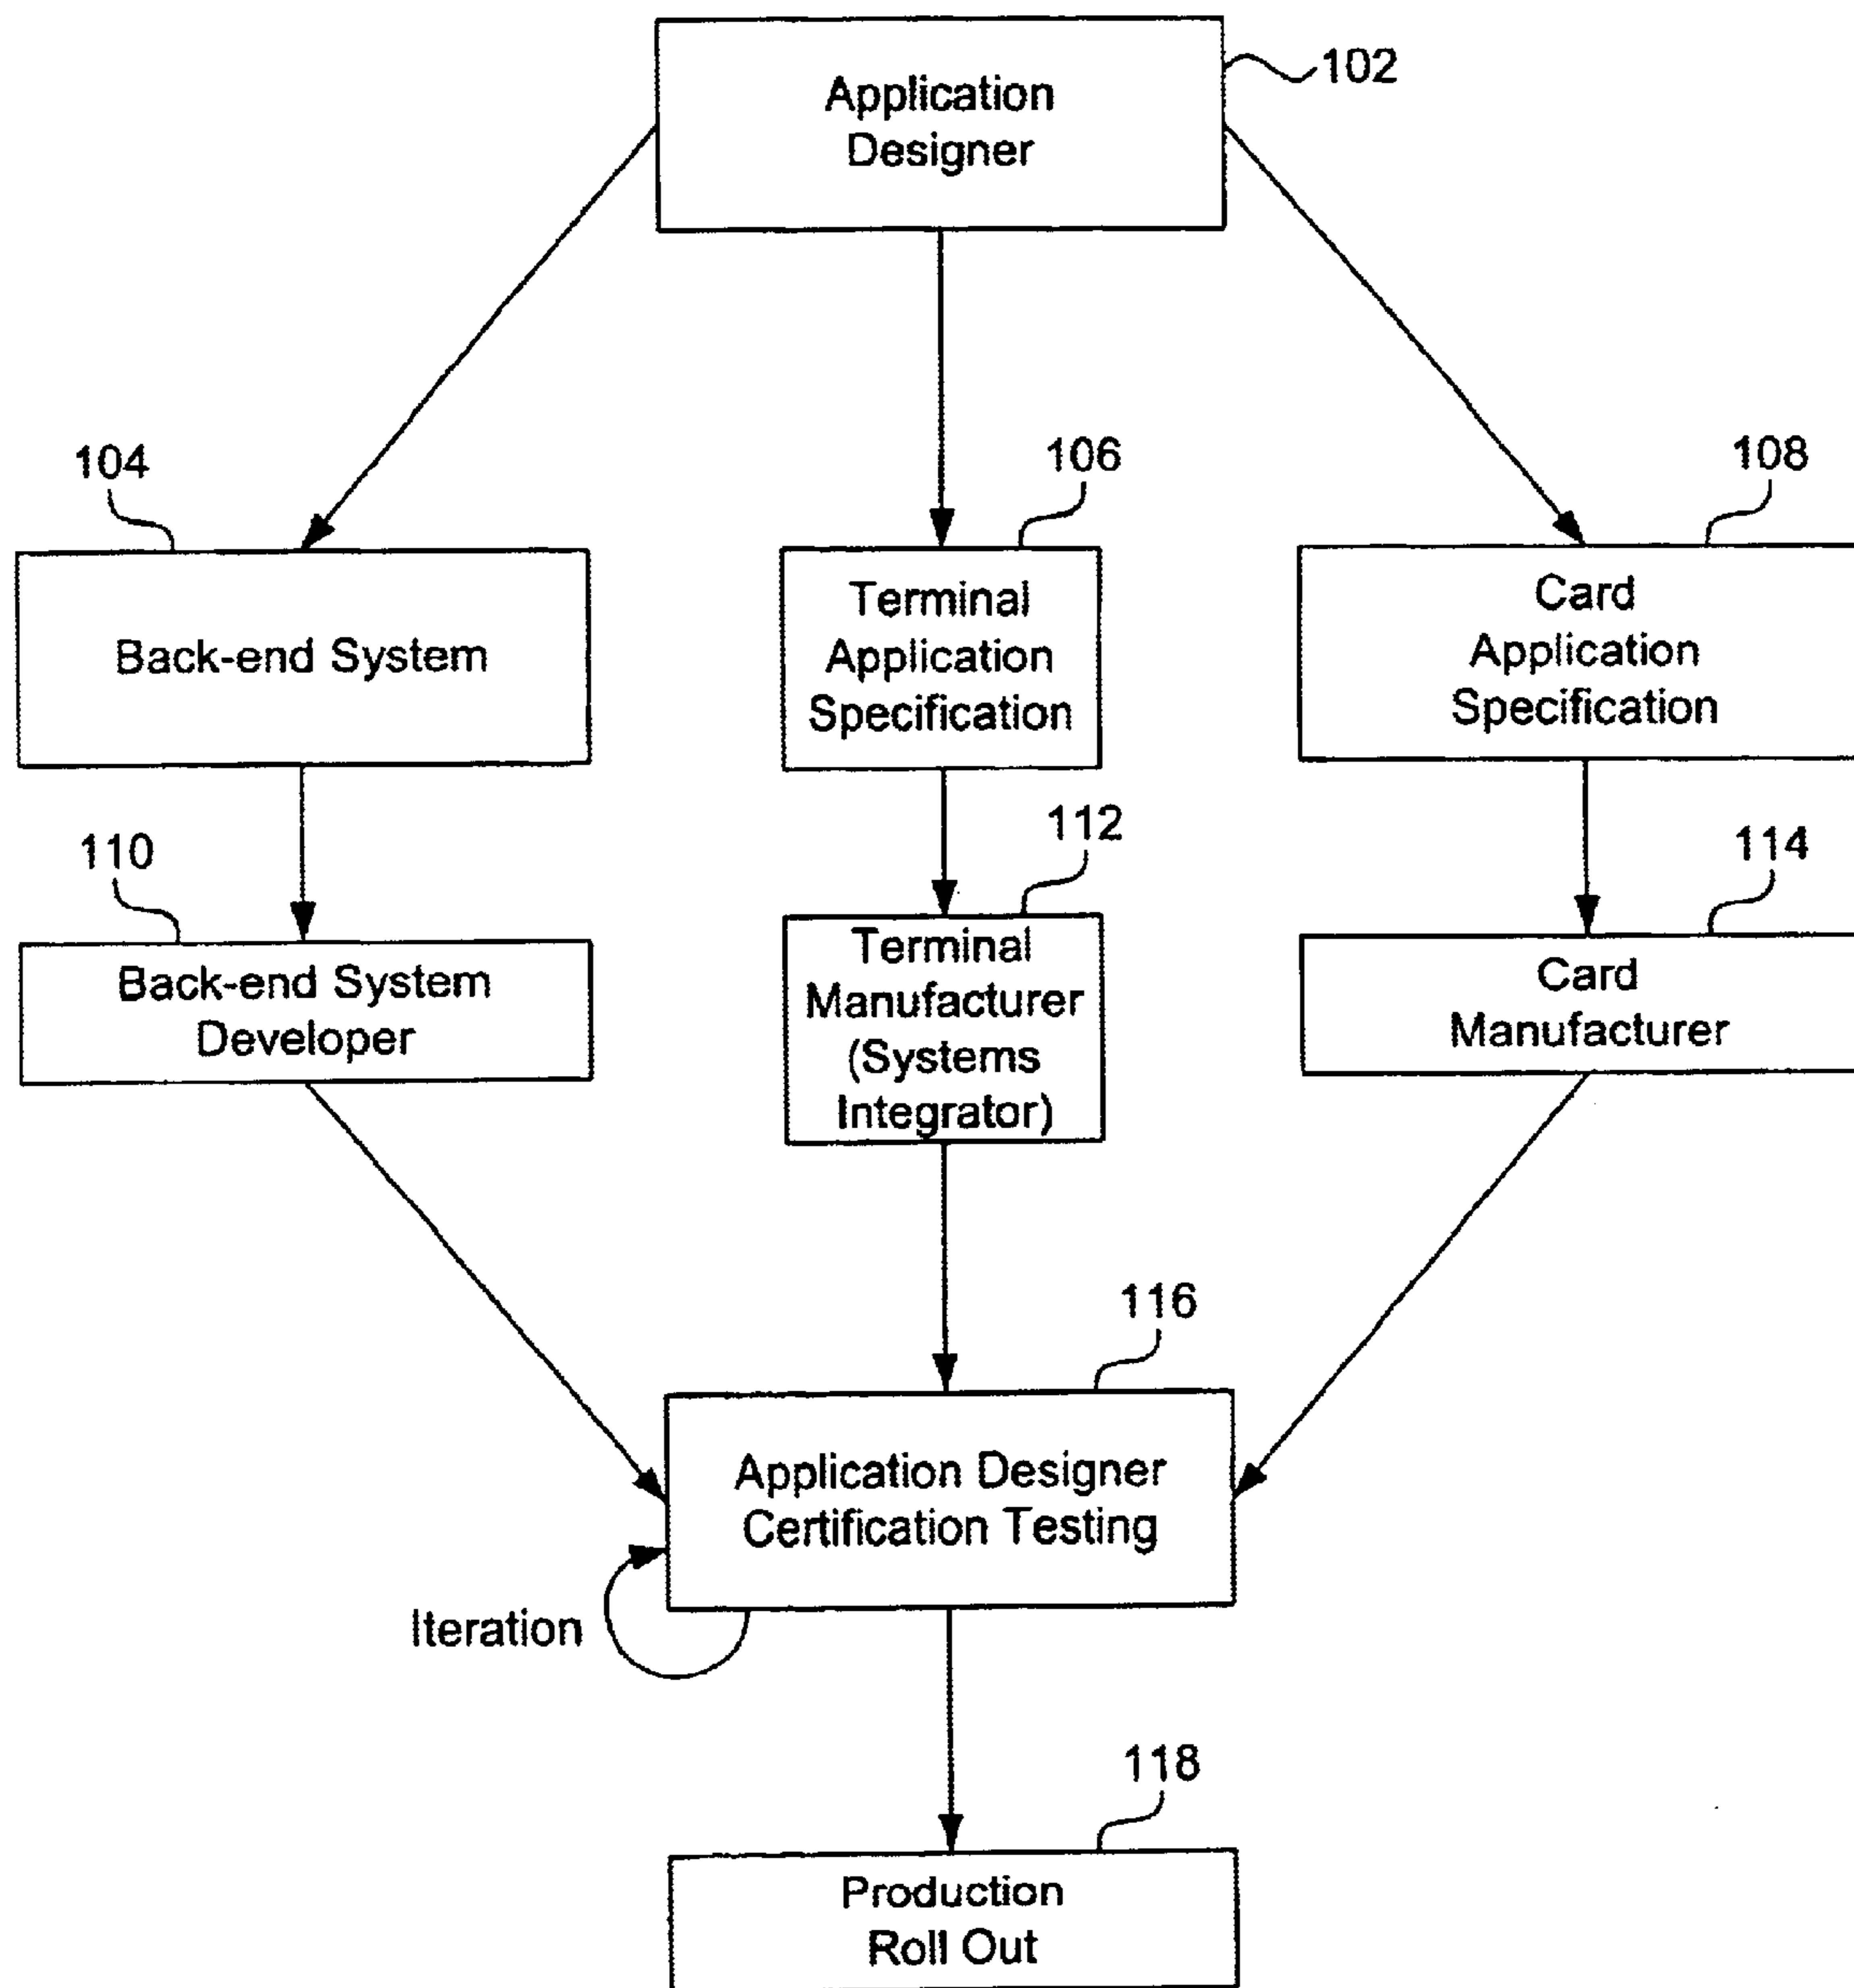 Application
Designer
102
104
106
108
Back-end System
Terminal
Application
Specification
Card
Application
Specification
110
112
114
Back-end System
Developer
Terminal
Manufacturer
(Systems
Integrator)
Card
Manufacturer
116
Application Designer
Certification Testing
Iteration
118
Production
Roll Out